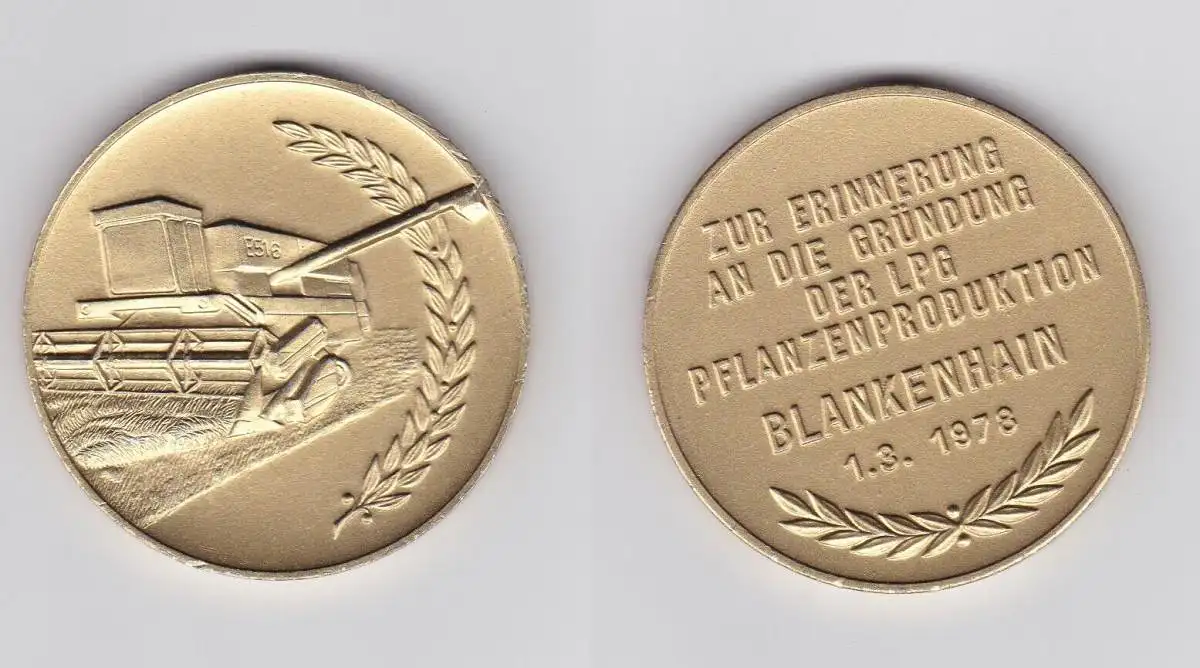 E516
ZUR ERINNERUNG
AN DIE GRÜNDUNG
DER LPG
PFLANZENPRODUKTION
BLANKENHAIN
1.3. 1978